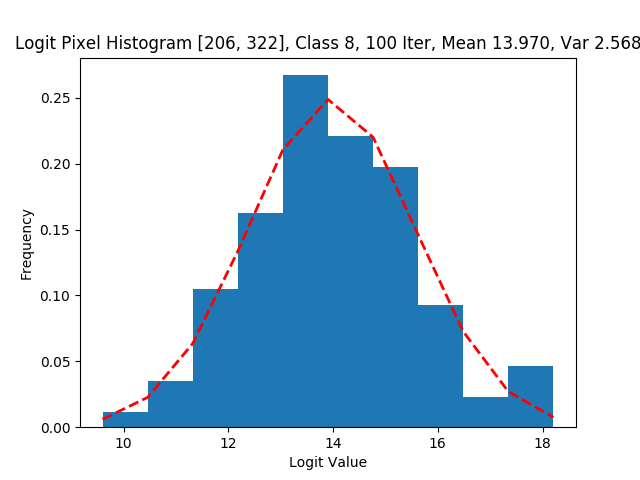 Logit Pixel Histogram [206, 322], Class 8, 100 Iter, Mean 13.970, Var 2.568
0.25
0.20
0.15
0.10
0.05
0.00
Frequency
10 12 14 16 18
Logit Value